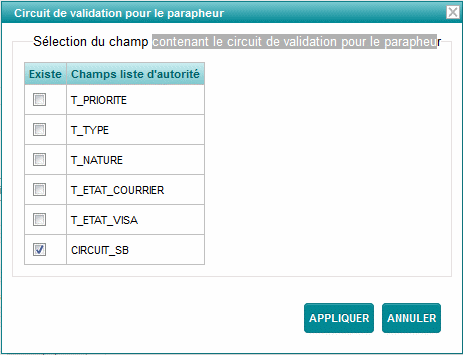 Circuit de validation pour le parapheur
Sélection du champ contenant le circuit de validation pour le parapheur
Existe Champs liste d'autorité
T_PRIORITE
T_TYPE
T_NATURE
T_ETAT_COURRIER
T_ETAT_VISA
CIRCUIT_SB
APPLIQUER ANNULER